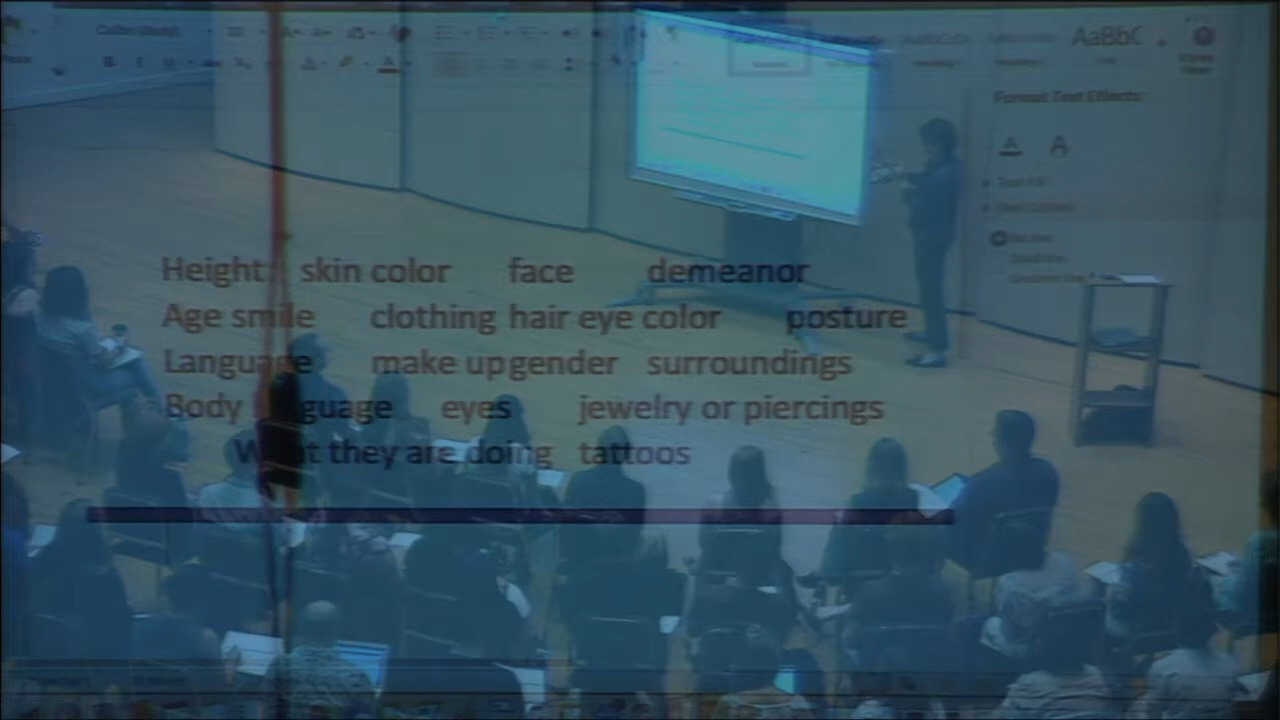 AaBbC
Format Text Effects
Height skin color face demeanor
Age smile clothing hair eye color posture
Language make up gender surroundings
Body language eyes jewelry or piercings
What they are doing tattoos